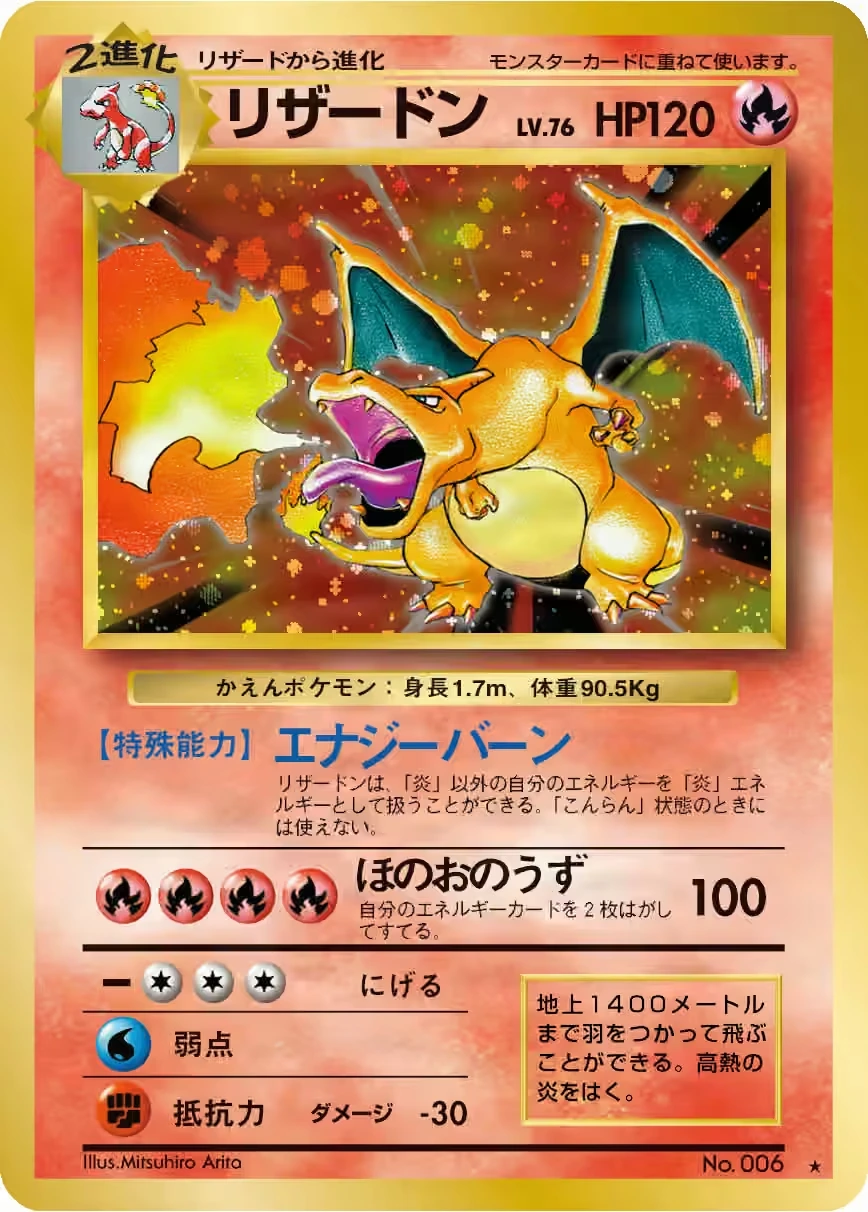 2進化
リザードから進化
モンスターカードに重ねて使います。
リザードン LV.76 HP120
かえんポケモン：身長1.7m、体重90.5Kg
【特殊能力】 エナジーバーン
リザードンは、「炎」以外の自分のエネルギーを「炎」エネ
ルギーとして扱うことができる。「こんらん」状態のときに
は使えない。
ほのおのうず 100
自分のエネルギーカードを2枚はがし
てすてる。
にげる
弱点
抵抗力 ダメージ -30
地上1400メートル
まで羽をつかって飛ぶ
ことができる。高熱の
炎をはく。
Illus.Mitsuhiro Arita
No.006 ★